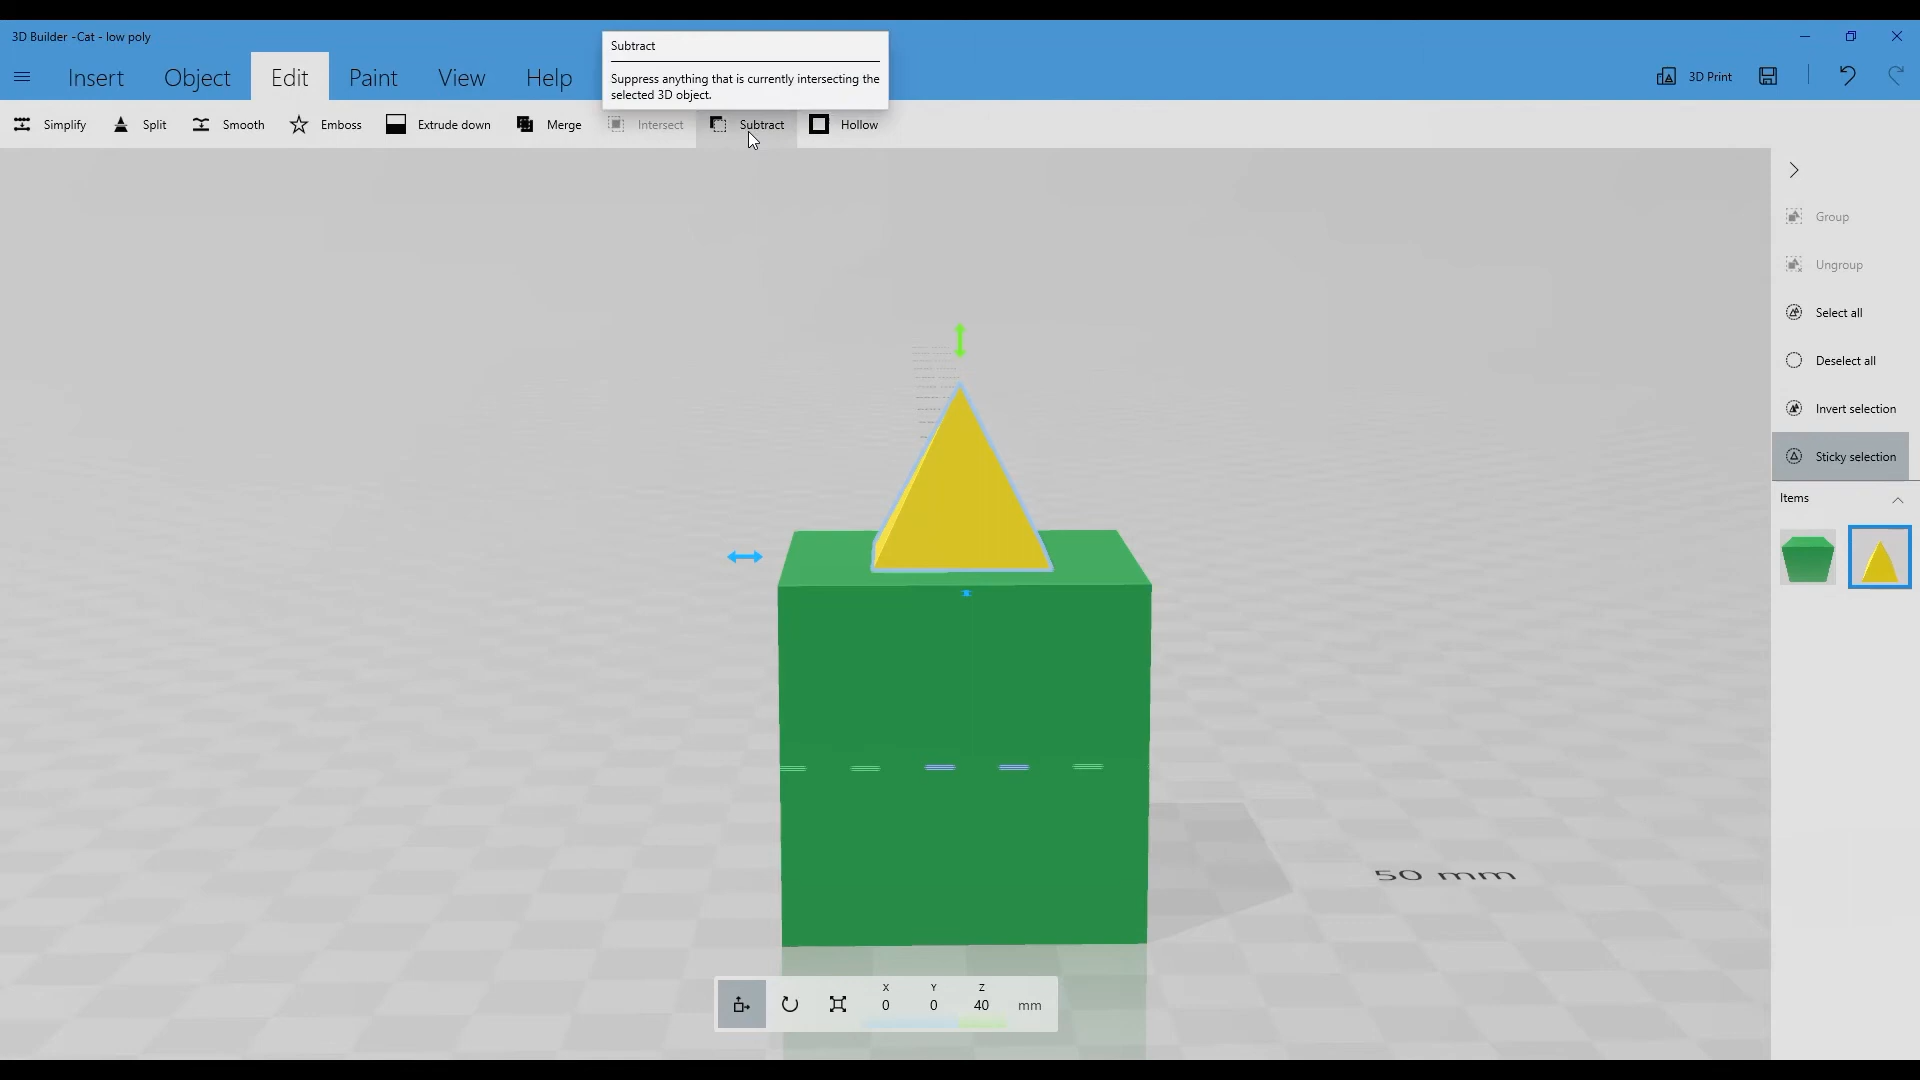 3D Builder -Cat - low poly
Insert
Object
Edit
Paint
View
Help
Subtract
Suppress anything that is currently intersecting the
selected 3D object.
3D Print
Simplify
Split
Smooth
Emboss
Extrude down
Merge
Intersect
Subtract
Hollow
Group
Ungroup
Select all
Deselect all
Invert selection
Sticky selection
Items
50 mm
X Y Z
0 0 40 mm